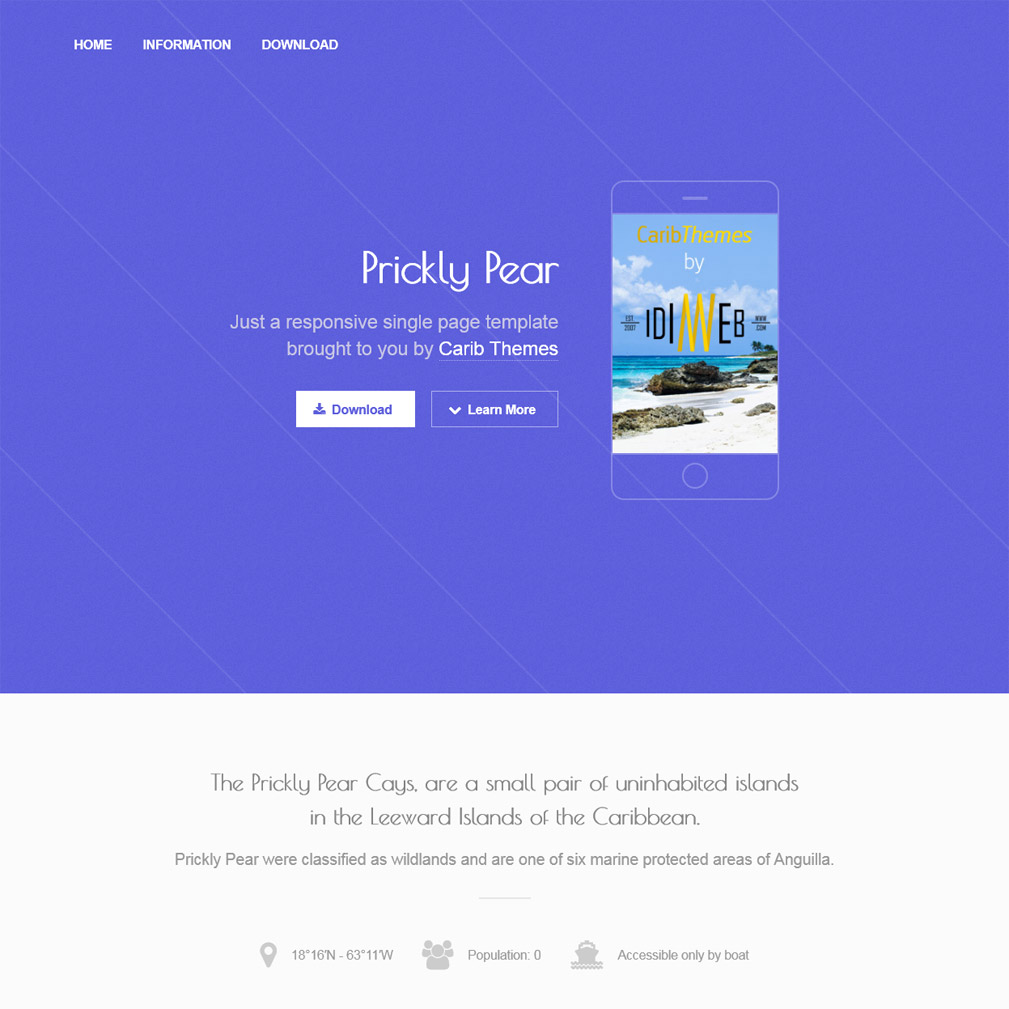 HOME INFORMATION DOWNLOAD
Prickly Pear
Just a responsive single page template
brought to you by Carib Themes
Download Learn More
CaribThemes
by
EST. 2007
IDIMWEB
WWW .COM
The Prickly Pear Cays, are a small pair of uninhabited islands
in the Leeward Islands of the Caribbean.
Prickly Pear were classified as wildlands and are one of six marine protected areas of Anguilla.
18°16'N - 63°11'W Population: 0 Accessible only by boat